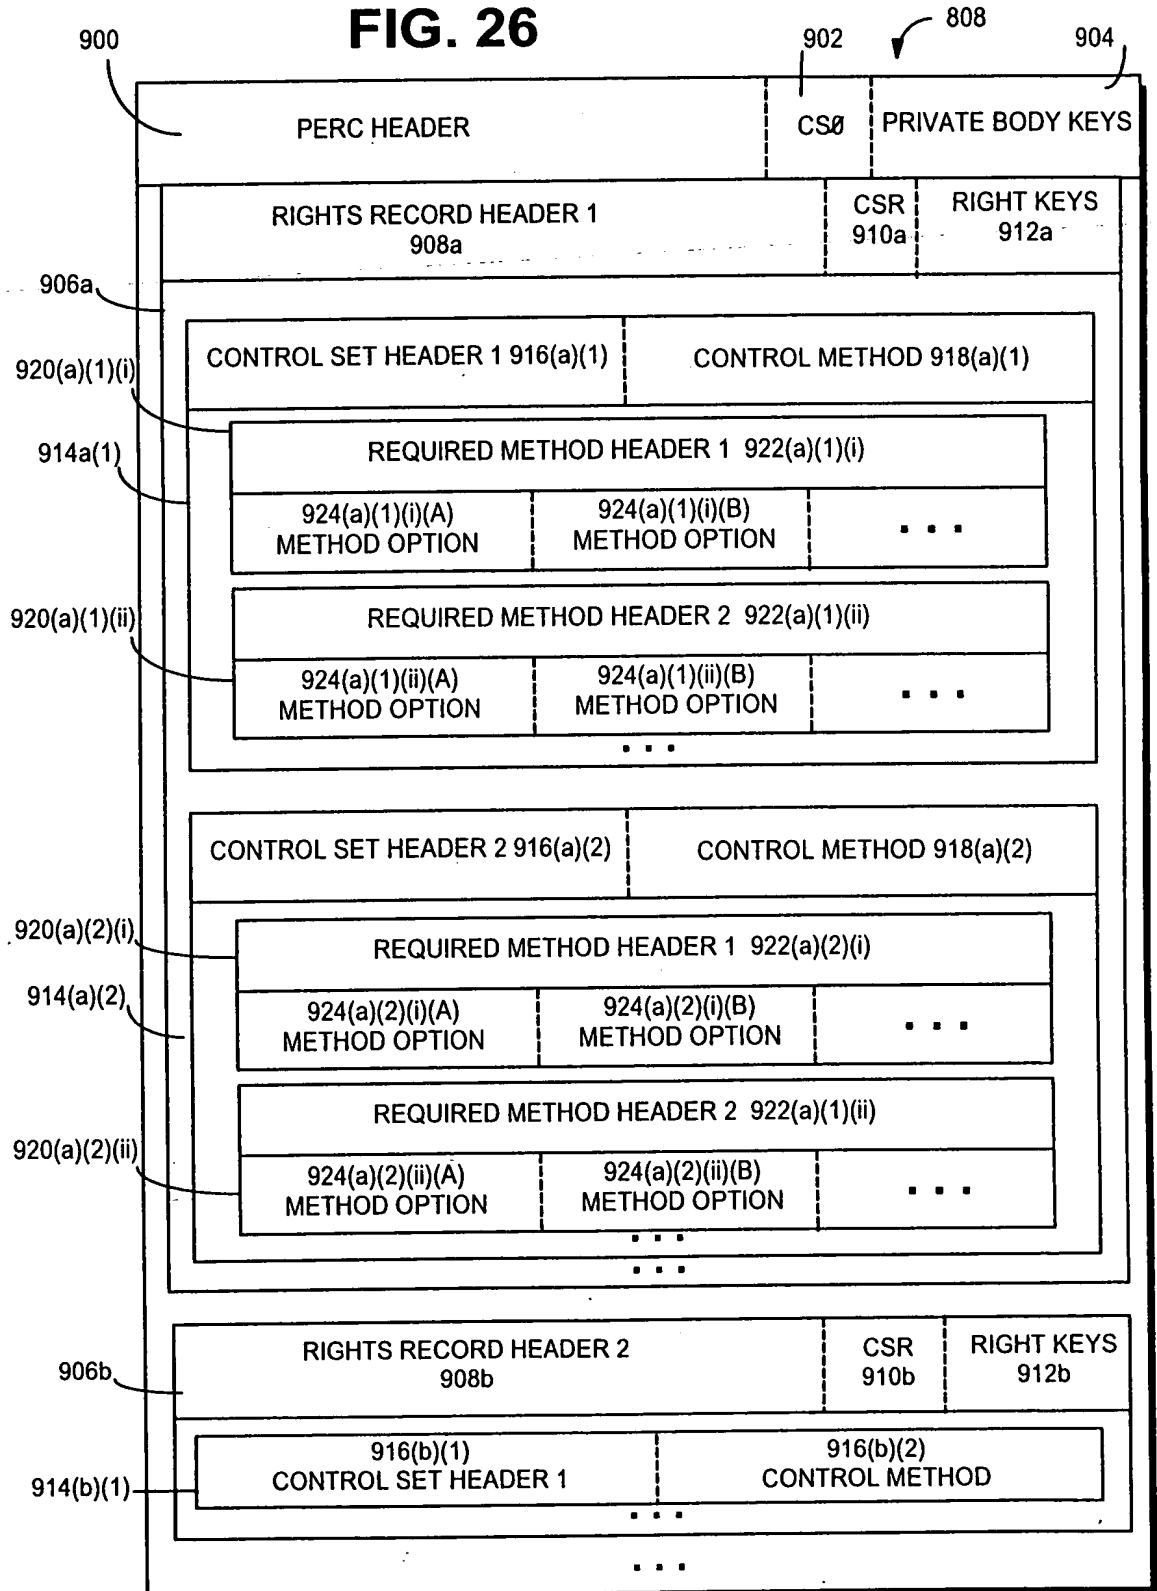 FIG. 26
900
902
808
904
PERC HEADER
CSØ
PRIVATE BODY KEYS
RIGHTS RECORD HEADER 1
908a
CSR
910a
RIGHT KEYS
912a
906a
CONTROL SET HEADER 1 916(a)(1)
CONTROL METHOD 918(a)(1)
920(a)(1)(i)
REQUIRED METHOD HEADER 1 922(a)(1)(i)
914a(1)
924(a)(1)(i)(A)
METHOD OPTION
924(a)(1)(i)(B)
METHOD OPTION
. . .
920(a)(1)(ii)
REQUIRED METHOD HEADER 2 922(a)(1)(ii)
924(a)(1)(ii)(A)
METHOD OPTION
924(a)(1)(ii)(B)
METHOD OPTION
. . .
. . .
CONTROL SET HEADER 2 916(a)(2)
CONTROL METHOD 918(a)(2)
920(a)(2)(i)
REQUIRED METHOD HEADER 1 922(a)(2)(i)
914(a)(2)
924(a)(2)(i)(A)
METHOD OPTION
924(a)(2)(i)(B)
METHOD OPTION
. . .
REQUIRED METHOD HEADER 2 922(a)(1)(ii)
920(a)(2)(ii)
924(a)(2)(ii)(A)
METHOD OPTION
924(a)(2)(ii)(B)
METHOD OPTION
. . .
. . .
. . .
RIGHTS RECORD HEADER 2
908b
CSR
910b
RIGHT KEYS
912b
906b
916(b)(1)
CONTROL SET HEADER 1
916(b)(2)
CONTROL METHOD
914(b)(1)
. . .
. . .